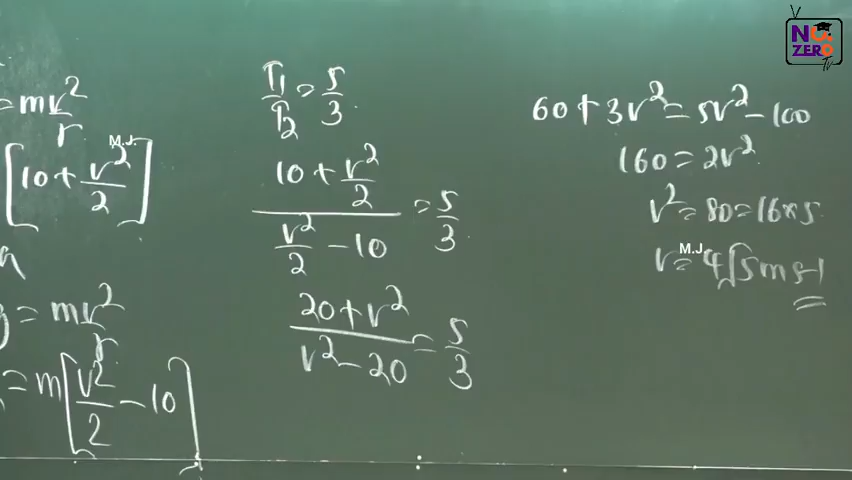 = mv²/r
[10 + v²/2]
g = mv²/r
= m[v²/2 - 10]
T1/T2 = 5/3
(10 + v²/2)/(v²/2 - 10) = 5/3
(20 + v²)/(v² - 20) = 5/3
60 + 3v² = 5v² - 100
160 = 2v²
v² = 80 = 16 × 5
v = 4√5 ms-1
M.J.
M.J
NO.
ZERO
Tv